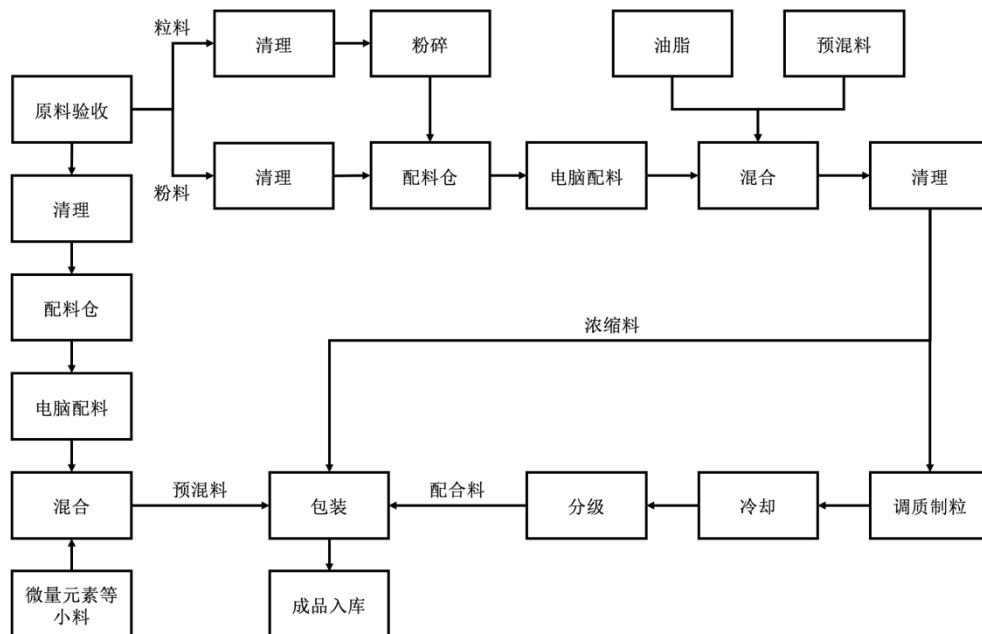 粒料
清理
粉碎
油脂
预混料
原料验收
粉料
清理
配料仓
电脑配料
混合
清理
清理
配料仓
浓缩料
电脑配料
混合
预混料
包装
配合料
分级
冷却
调质制粒
微量元素等
小料
成品入库